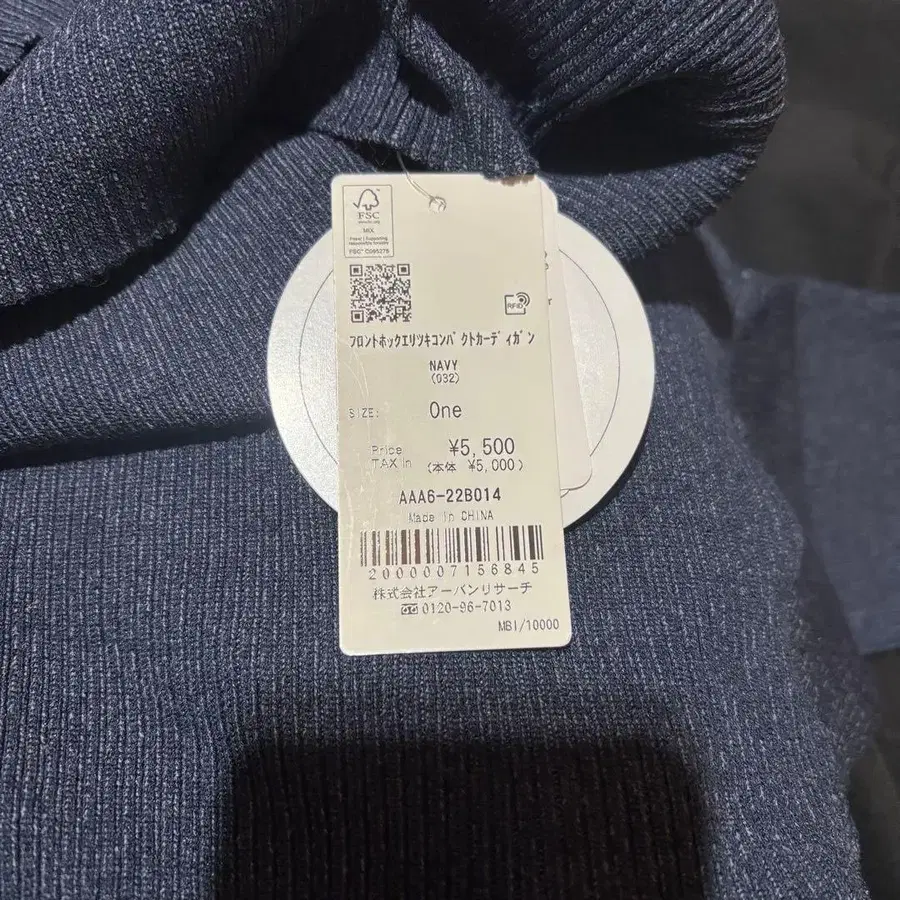 FSC
MIX
FSC® C095275
RFID
フロントホックエリツキコンパクトカーディガン
NAVY
(032)
SIZE: One
Price ¥5,500
TAX in (本体 ¥5,000)
AAA6-22B014
Made in CHINA
2000007156845
株式会社アーバンリサーチ
0120-96-7013
MBI/10000